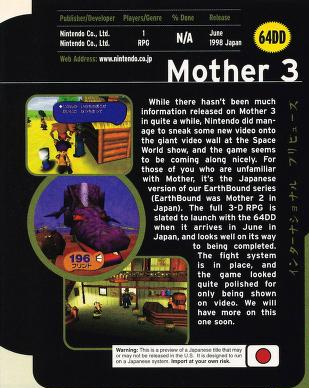 Publisher/Developer Players/Genre % Done Release
Nintendo Co., Ltd. 1 N/A June
Nintendo Co., Ltd. RPG 1998 Japan
Web Address: www.nintendo.co.jp
64DD
Mother 3
While there hasn't been much
information released on Mother 3
in quite a while, Nintendo did man-
age to sneak some new video onto
the giant video wall at the Space
World show, and the game seems
to be coming along nicely. For
those of you who are unfamiliar
with Mother, it's the Japanese
version of our EarthBound series
(EarthBound was Mother 2 in
Japan). The full 3-D RPG is
slated to launch with the 64DD
when it arrives in June in
Japan, and looks well on its way
to being completed.
The fight system
is in place, and
the game looked
quite polished for
only being shown
on video. We will
have more on this
one soon.
インターナショナル プリビューズ
196
プリント
Warning: This is a preview of a Japanese title that may
or may not be released in the U.S. It is designed to run
on a Japanese system. Import at your own risk.